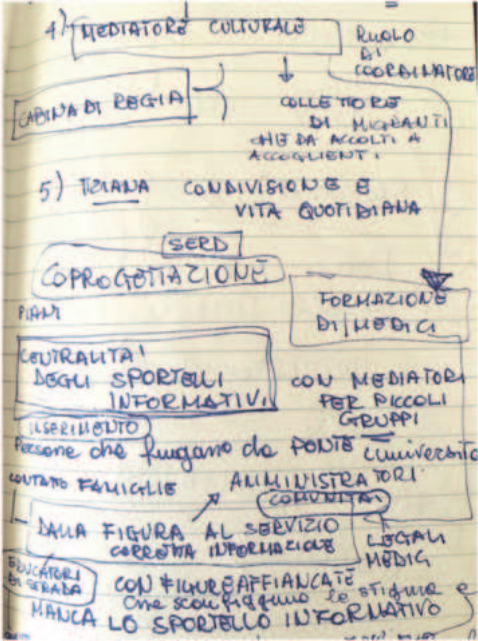 4) MEDIATORE CULTURALE
RUOLO
DI
COORDINATORE
CABINA DI REGIA
COLLETTORE
DI MIGRANTI
CHE DA ACCOLTI A
ACCOGLIENTI
5) TIZIANA CONDIVISIONE E
VITA QUOTIDIANA
SERD
COPROGETTAZIONE
FORMAZIONE
DI/MEDICI
PIANI
CENTRALITA'
DEGLI SPORTELLI
INFORMATIVI
CON MEDIATORI
PER PICCOLI
GRUPPI
INSERIMENTO
Persone che fungano da PONTE università
CONTATTO FAMIGLIE
AMMINISTRATORI
COMUNITA'
DALLA FIGURA AL SERVIZIO
CORRETTA INFORMAZIONE
LEGALI
MEDICI
EDUCATORI
DI STRADA
CON FIGURE AFFIANCATE
che sconfiggano lo stigma e
MANCA LO SPORTELLO INFORMATIVO